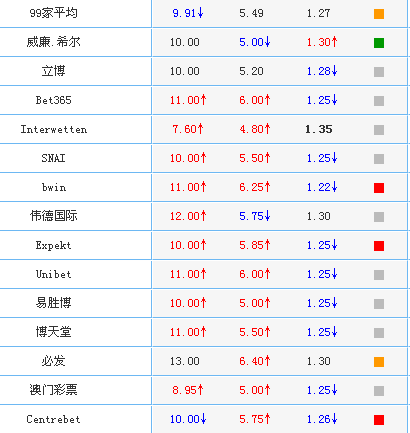 99家平均 9.91↓ 5.49 1.27
威廉.希尔 10.00 5.00↓ 1.30↑
立博 10.00 5.20 1.28↓
Bet365 11.00↑ 6.00↑ 1.25↓
Interwetten 7.60↑ 4.80↑ 1.35
SNAI 10.00↑ 5.50↑ 1.25↓
bwin 11.00↑ 6.25↑ 1.22↓
伟德国际 12.00↑ 5.75↓ 1.30
Expekt 10.00↑ 5.85↑ 1.25↓
Unibet 11.00↑ 6.00↑ 1.25↓
易胜博 10.00↑ 5.00↑ 1.25↓
博天堂 11.00↑ 5.50↑ 1.25↓
必发 13.00 6.40↑ 1.30
澳门彩票 8.95↑ 5.00↑ 1.25↓
Centrebet 10.00↓ 5.75↑ 1.26↓